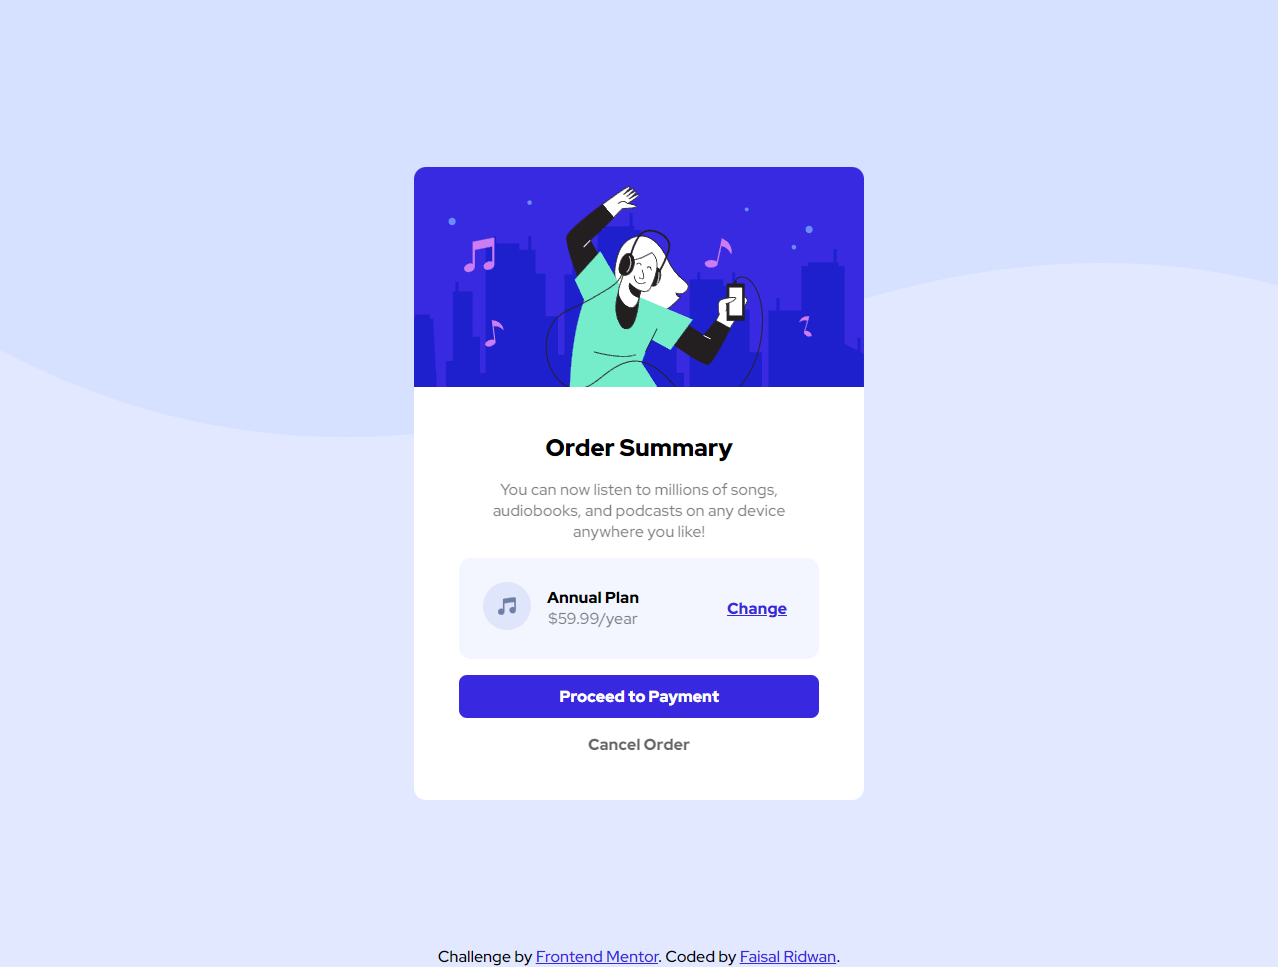 Order Summary
You can now listen to millions of songs,
audiobooks, and podcasts on any device
anywhere you like!
Annual Plan
$59.99/year
Change
Proceed to Payment
Cancel Order
Challenge by Frontend Mentor. Coded by Faisal Ridwan.